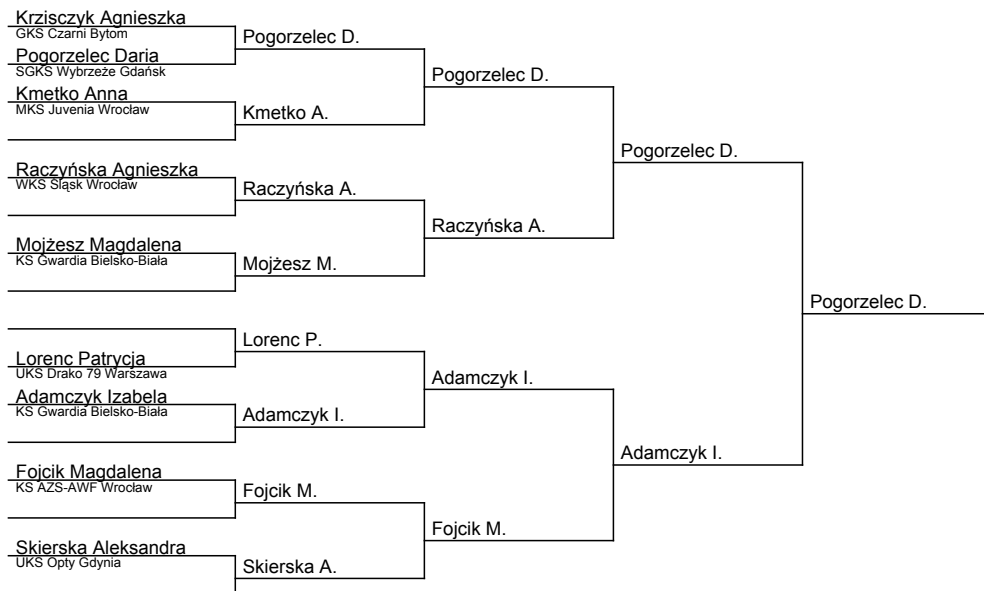 Krzisczyk Agnieszka
GKS Czarni Bytom
Pogorzelec D.
Pogorzelec Daria
SGKS Wybrzeże Gdańsk
Pogorzelec D.
Kmetko Anna
MKS Juvenia Wrocław
Kmetko A.
Pogorzelec D.
Raczyńska Agnieszka
WKS Śląsk Wrocław
Raczyńska A.
Raczyńska A.
Mojżesz Magdalena
KS Gwardia Bielsko-Biała
Mojżesz M.
Pogorzelec D.
Lorenc P.
Lorenc Patrycja
UKS Drako 79 Warszawa
Adamczyk I.
Adamczyk Izabela
KS Gwardia Bielsko-Biała
Adamczyk I.
Adamczyk I.
Fojcik Magdalena
KS AZS-AWF Wrocław
Fojcik M.
Fojcik M.
Skierska Aleksandra
UKS Opty Gdynia
Skierska A.